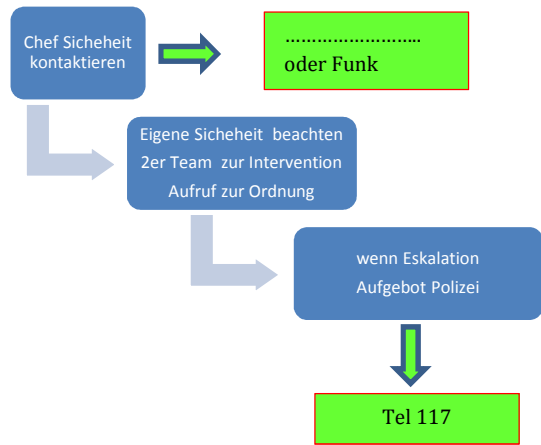 Chef Sicheheit
kontaktieren
……………………...
oder Funk
Eigene Sicherheit beachten
2er Team zur Intervention
Aufruf zur Ordnung
wenn Eskalation
Aufgebot Polizei
Tel 117